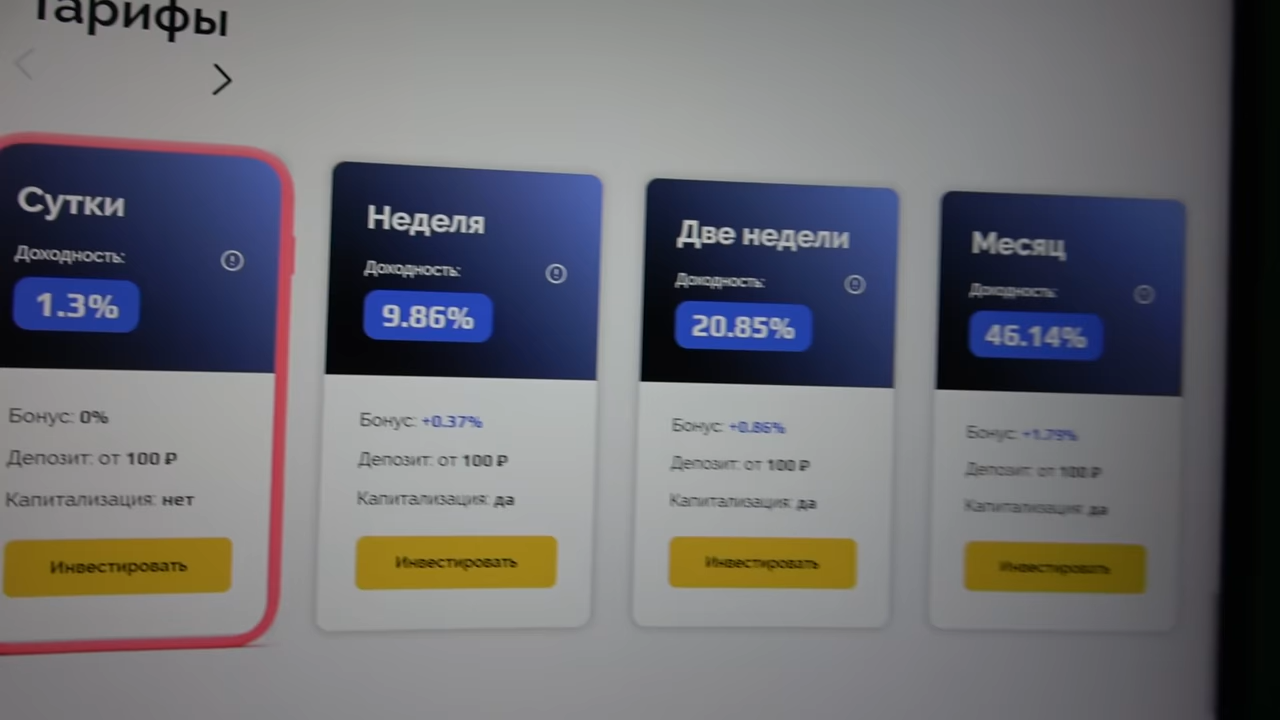 Тарифы
Сутки
Доходность:
1.3%
Бонус: 0%
Депозит: от 100 ₽
Капитализация: нет
Инвестировать
Неделя
Доходность:
9.86%
Бонус: +0.37%
Депозит: от 100 ₽
Капитализация: да
Инвестировать
Две недели
Доходность:
20.85%
Бонус: +0.86%
Депозит: от 100 ₽
Капитализация: да
Инвестировать
Месяц
Доходность:
46.14%
Бонус: +1.79%
Депозит: от 100 ₽
Капитализация: да
Инвестировать